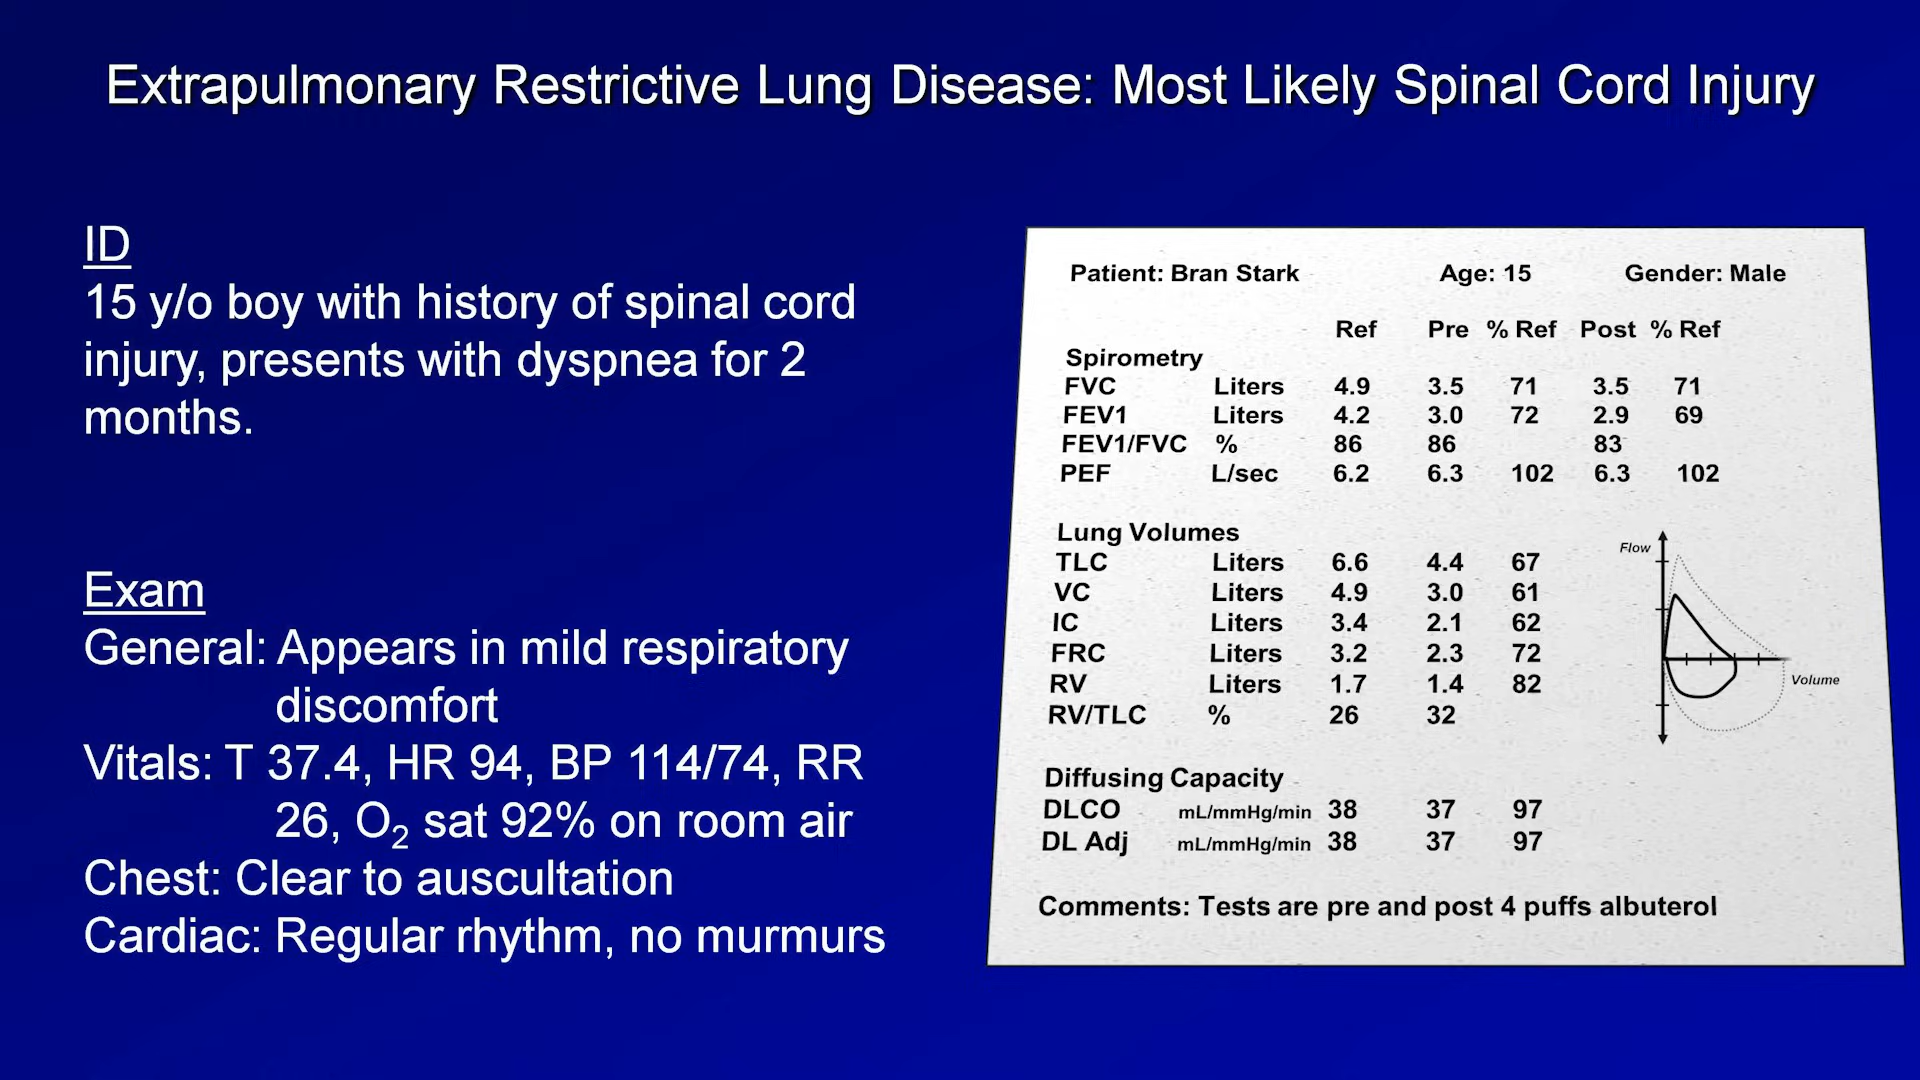 Extrapulmonary Restrictive Lung Disease: Most Likely Spinal Cord Injury
ID
15 y/o boy with history of spinal cord
injury, presents with dyspnea for 2
months.
Exam
General: Appears in mild respiratory
discomfort
Vitals: T 37.4, HR 94, BP 114/74, RR
26, O₂ sat 92% on room air
Chest: Clear to auscultation
Cardiac: Regular rhythm, no murmurs
Patient: Bran Stark Age: 15 Gender: Male
Ref Pre % Ref Post % Ref
Spirometry
FVC Liters 4.9 3.5 71 3.5 71
FEV1 Liters 4.2 3.0 72 2.9 69
FEV1/FVC % 86 86 83
PEF L/sec 6.2 6.3 102 6.3 102
Lung Volumes
TLC Liters 6.6 4.4 67
VC Liters 4.9 3.0 61
IC Liters 3.4 2.1 62
FRC Liters 3.2 2.3 72
RV Liters 1.7 1.4 82
RV/TLC % 26 32
Flow
Volume
Diffusing Capacity
DLCO mL/mmHg/min 38 37 97
DL Adj mL/mmHg/min 38 37 97
Comments: Tests are pre and post 4 puffs albuterol